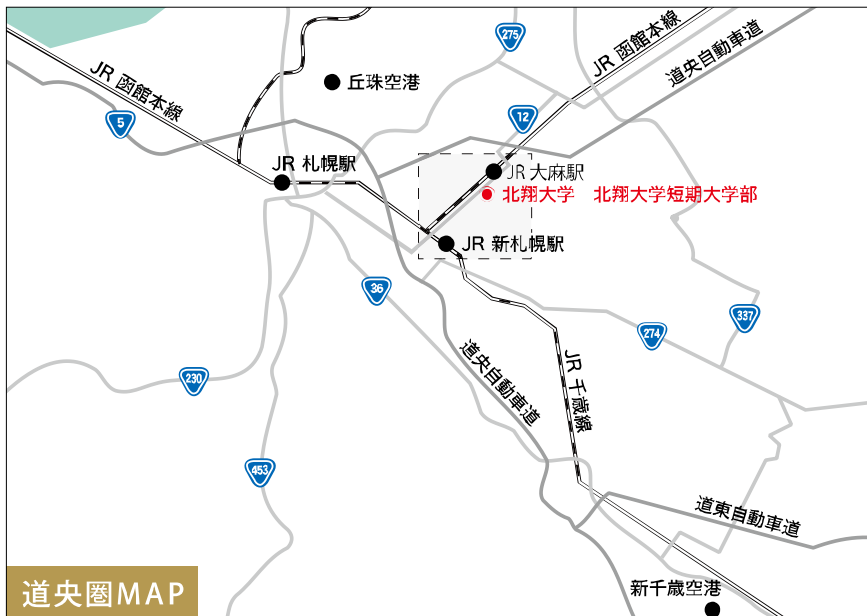 275
JR 函館本線
JR 函館本線
道央自動車道
丘珠空港
5
12
JR 札幌駅
JR 大麻駅
北翔大学　北翔大学短期大学部
JR 新札幌駅
36
337
274
道央自動車道
JR 千歳線
230
453
道東自動車道
新千歳空港
道央圏MAP